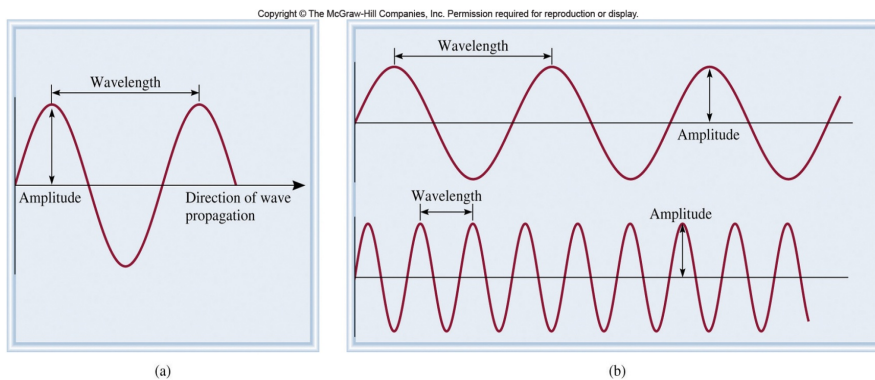 Copyright © The McGraw-Hill Companies, Inc. Permission required for reproduction or display.
Wavelength
Amplitude
Direction of wave
propagation
(a)
Wavelength
Amplitude
Wavelength
Amplitude
(b)